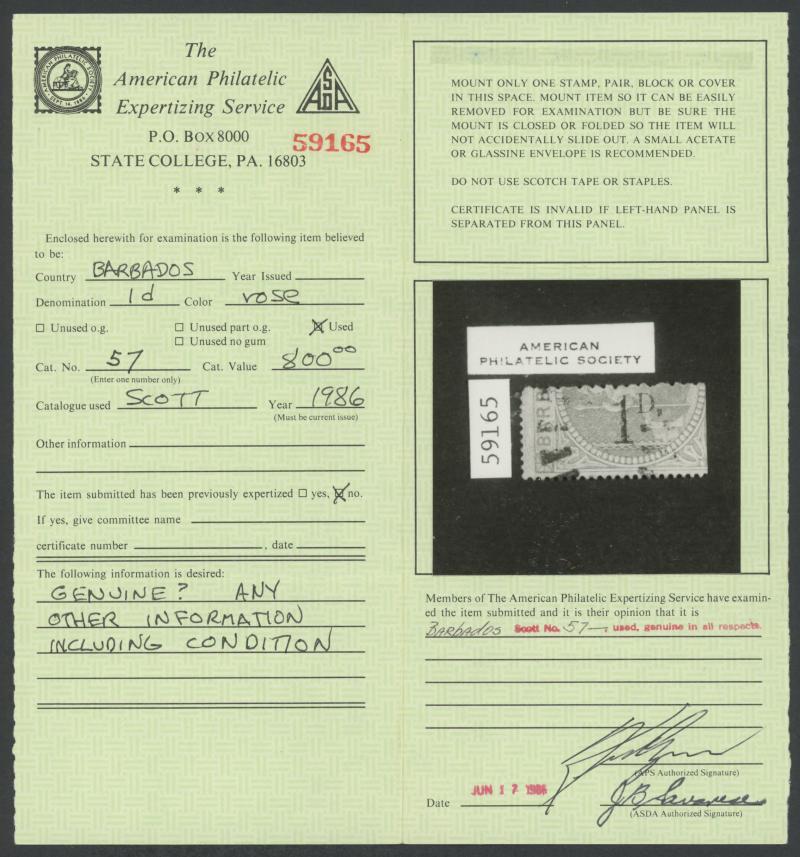 The
American Philatelic
Expertizing Service
P.O. BOX 8000
STATE COLLEGE, PA. 16803
59165
* * *
AMERICAN PHILATELIC SOCIETY
SEPT. 14, 1886
ASDA
Enclosed herewith for examination is the following item believed
to be:
Country BARBADOS Year Issued
Denomination 1d Color rose
☐ Unused o.g. ☐ Unused part o.g. ☒ Used
☐ Unused no gum
Cat. No. 57 Cat. Value 800.00
(Enter one number only)
Catalogue used SCOTT Year 1986
(Must be current issue)
Other information
The item submitted has been previously expertized ☐ yes, ☒ no.
If yes, give committee name
certificate number , date
The following information is desired:
GENUINE? ANY
OTHER INFORMATION
INCLUDING CONDITION
MOUNT ONLY ONE STAMP, PAIR, BLOCK OR COVER
IN THIS SPACE. MOUNT ITEM SO IT CAN BE EASILY
REMOVED FOR EXAMINATION BUT BE SURE THE
MOUNT IS CLOSED OR FOLDED SO THE ITEM WILL
NOT ACCIDENTALLY SLIDE OUT. A SMALL ACETATE
OR GLASSINE ENVELOPE IS RECOMMENDED.
DO NOT USE SCOTCH TAPE OR STAPLES.
CERTIFICATE IS INVALID IF LEFT-HAND PANEL IS
SEPARATED FROM THIS PANEL.
AMERICAN
PHILATELIC SOCIETY
59165
1D.
Members of The American Philatelic Expertizing Service have examin-
ed the item submitted and it is their opinion that it is
BARBADOS Scott No. 57 —, used, genuine in all respects.
(APS Authorized Signature)
Date JUN 17 1986
JB Savarese
(ASDA Authorized Signature)